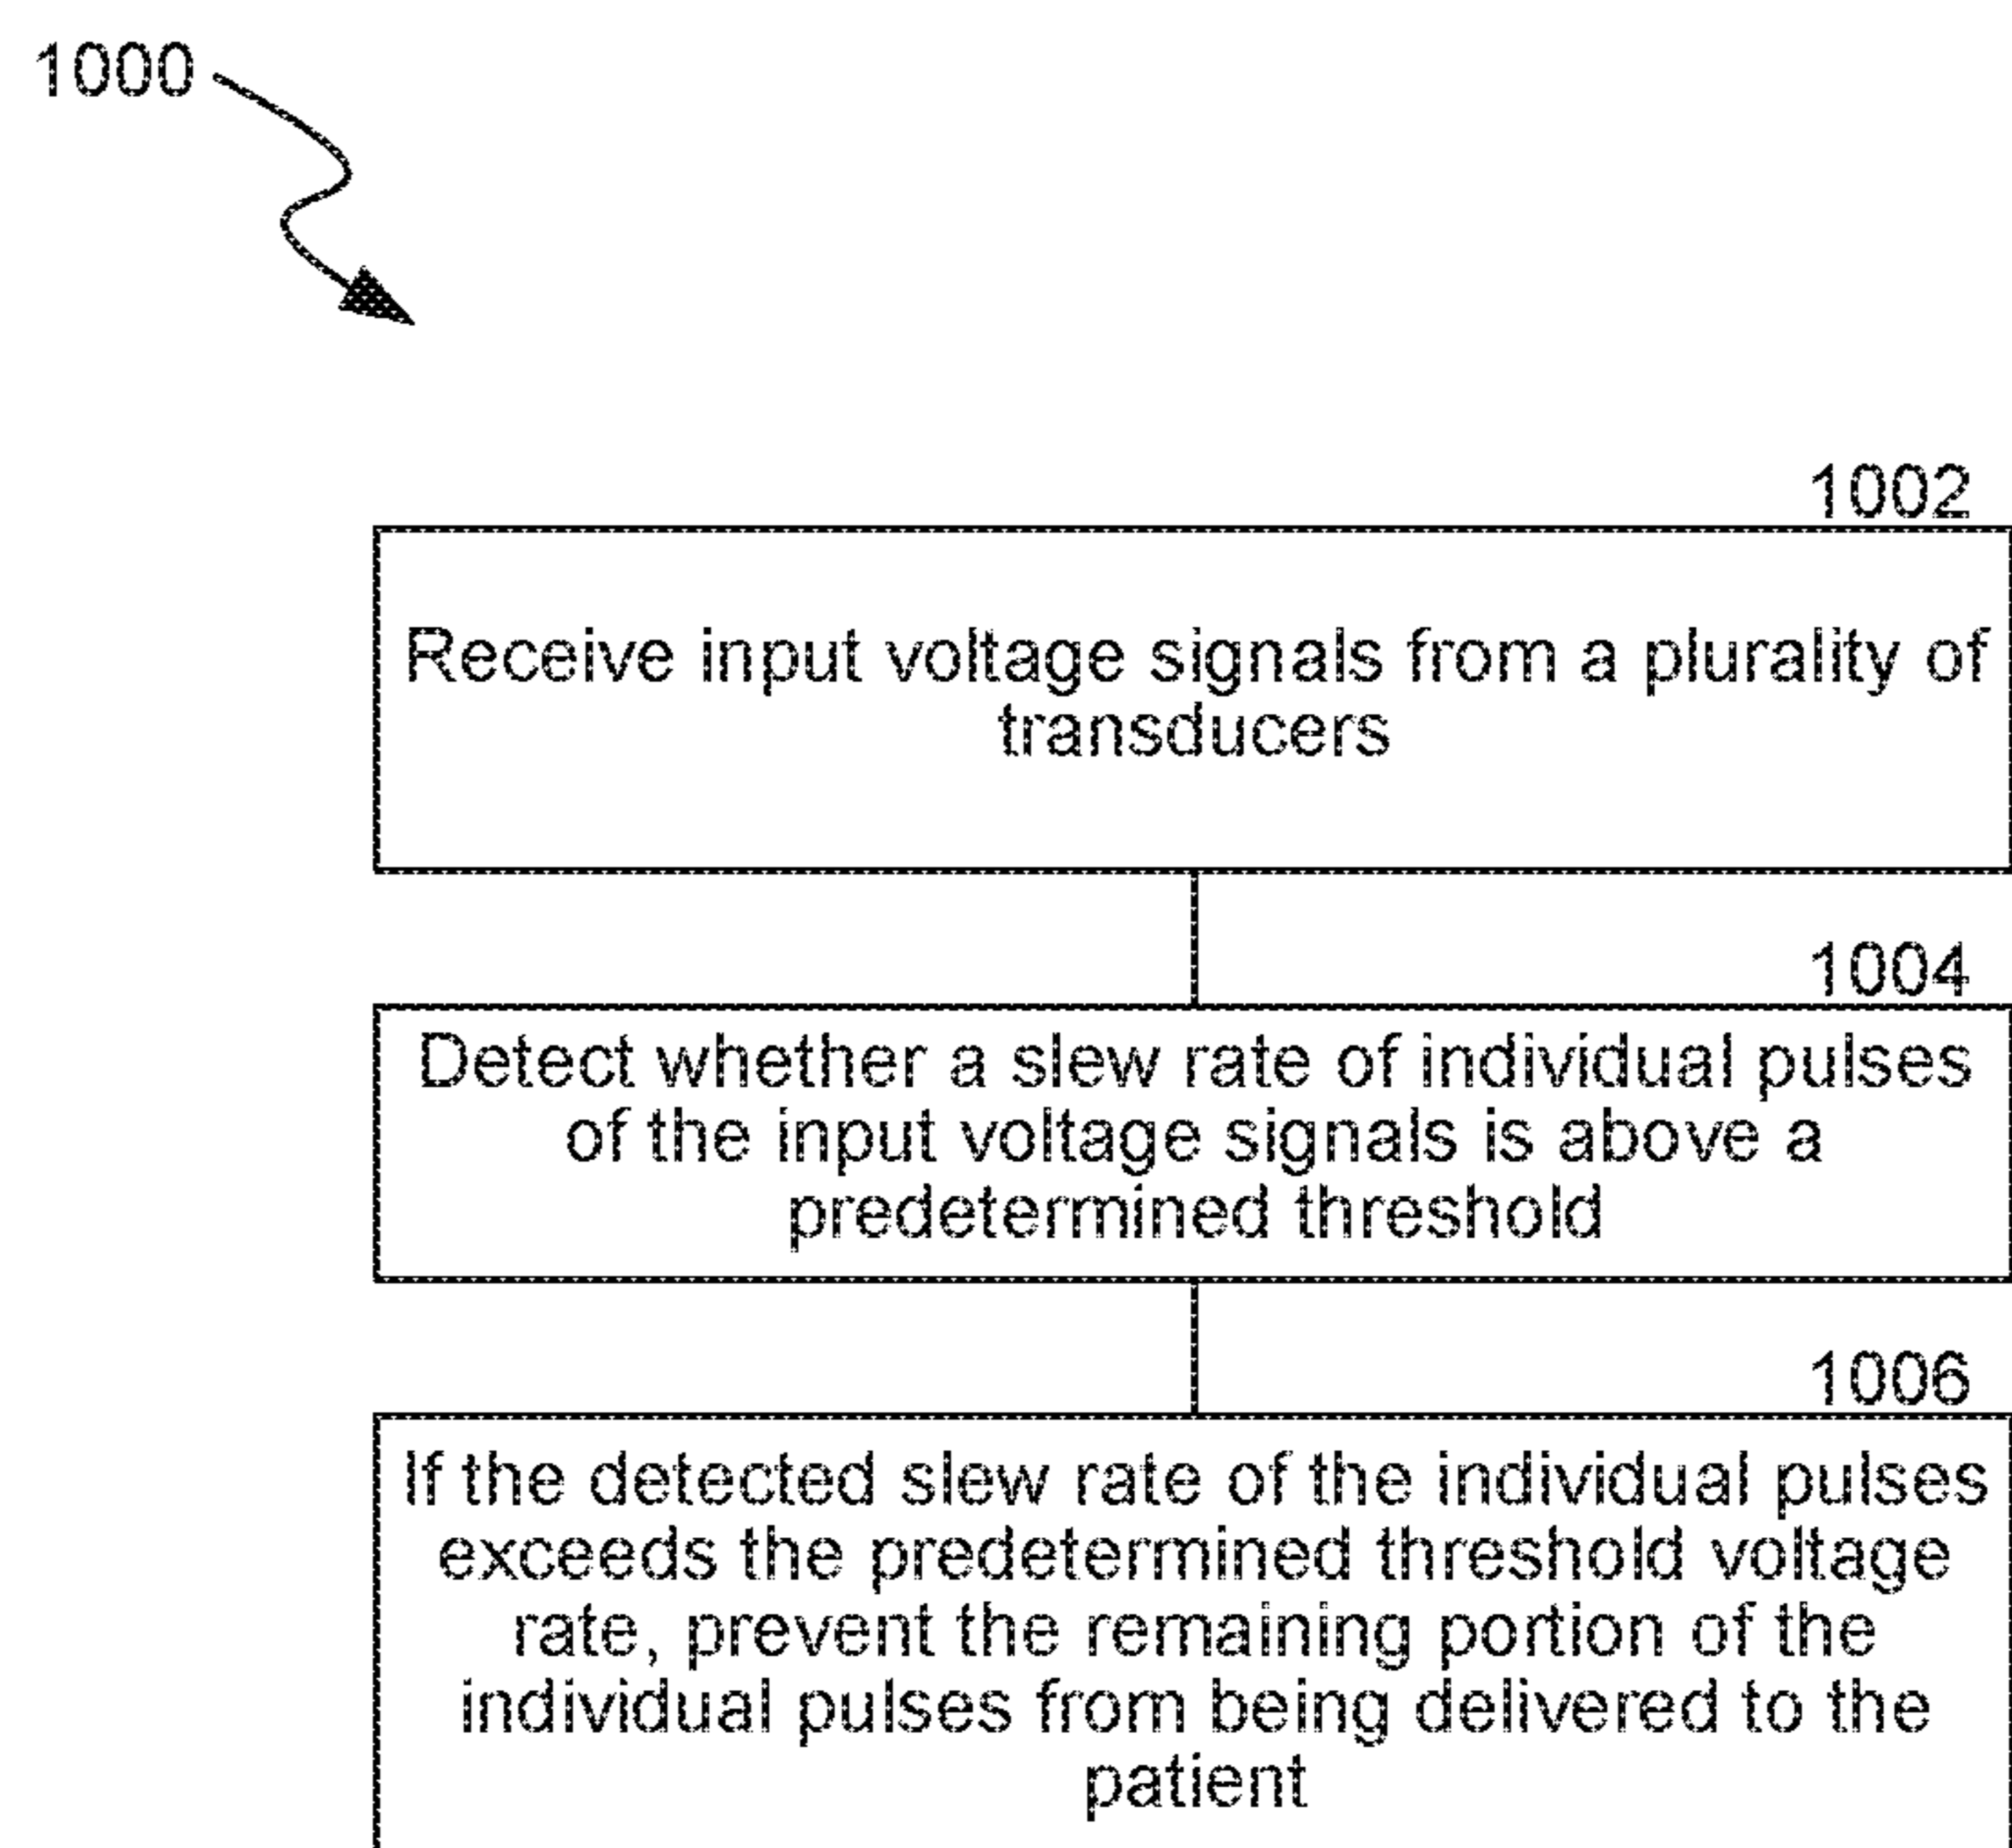 1000
1002
Receive input voltage signals from a plurality of
transducers
1004
Detect whether a slew rate of individual pulses
of the input voltage signals is above a
predetermined threshold
1006
If the detected slew rate of the individual pulses
exceeds the predetermined threshold voltage
rate, prevent the remaining portion of the
individual pulses from being delivered to the
patient